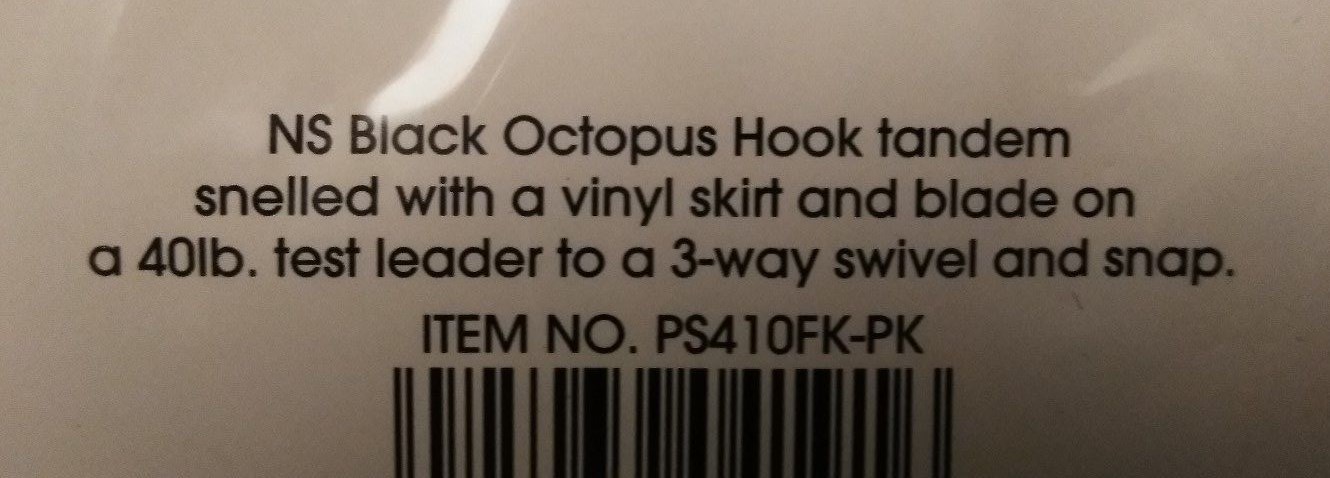 NS Black Octopus Hook tandem
snelled with a vinyl skirt and blade on
a 40lb. test leader to a 3-way swivel and snap.
ITEM NO. PS410FK-PK